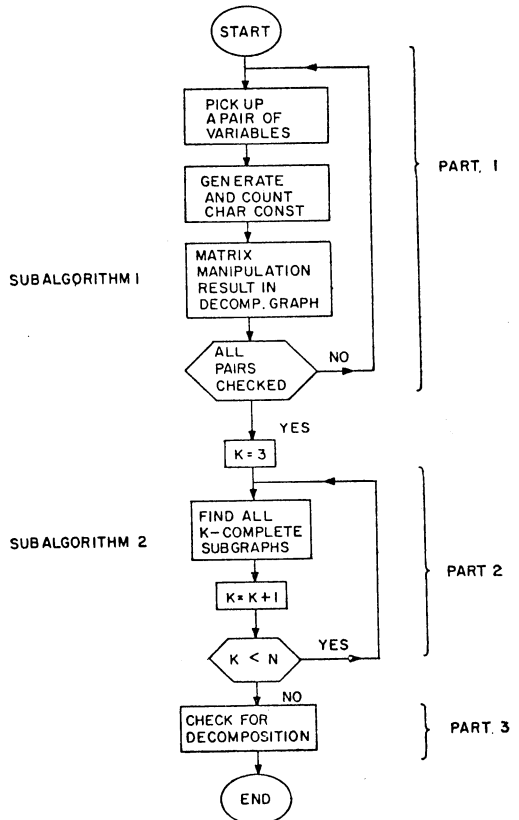 START
PICK UP
A PAIR OF
VARIABLES
PART. 1
GENERATE
AND COUNT
CHAR CONST
MATRIX
MANIPULATION
RESULT IN
DECOMP. GRAPH
SUBALGORITHM 1
ALL
PAIRS
CHECKED
NO
YES
K = 3
FIND ALL
K-COMPLETE
SUBGRAPHS
SUBALGORITHM 2
PART 2
K = K+1
K < N
YES
NO
CHECK FOR
DECOMPOSITION
PART. 3
END